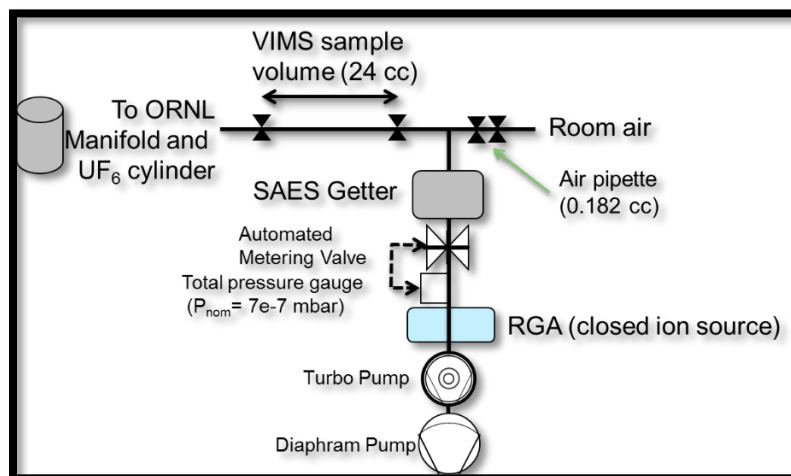 VIMS sample
volume (24 cc)
To ORNL
Manifold and
UF₆ cylinder
Room air
Air pipette
(0.182 cc)
SAES Getter
Automated
Metering Valve
Total pressure gauge
(Pₙₒₘ= 7e-7 mbar)
RGA (closed ion source)
Turbo Pump
Diaphram Pump